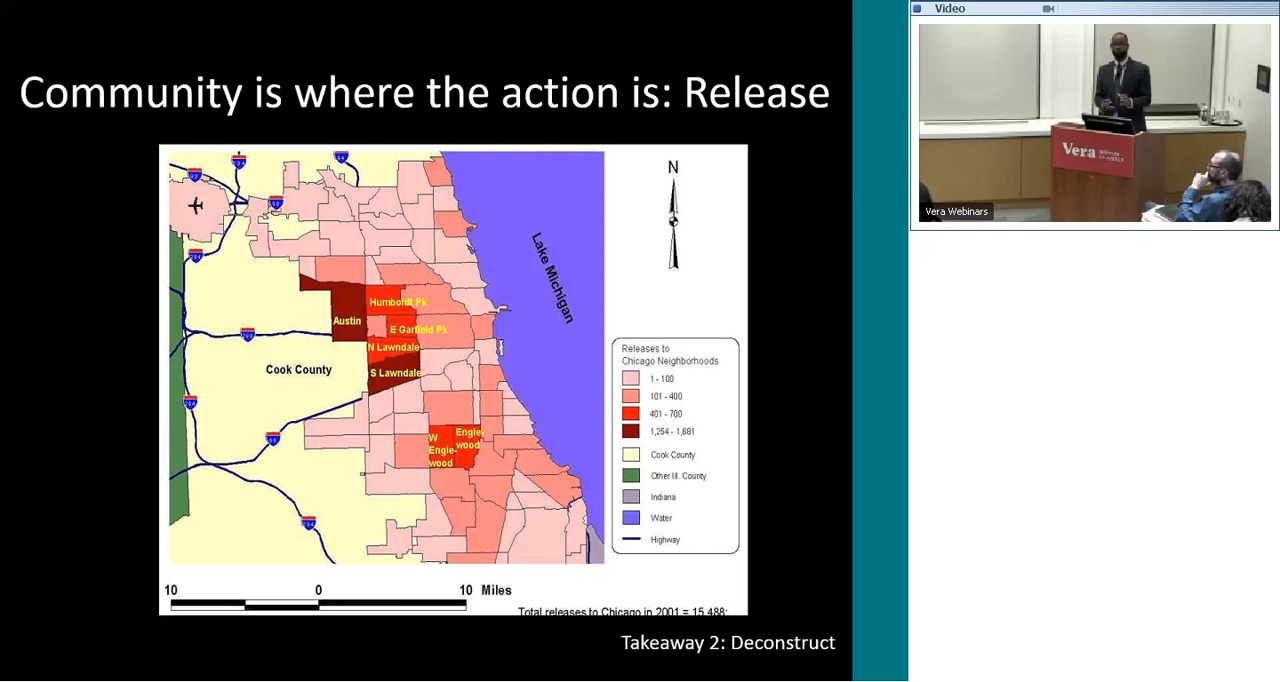 Community is where the action is: Release
N
Lake Michigan
Humboldt Pk
Austin
E Garfield Pk
N Lawndale
S Lawndale
Cook County
W
Engle-
wood
Engle-
wood
Releases to
Chicago Neighborhoods
1 - 100
101 - 400
401 - 700
1,254 - 1,681
Cook County
Other Ill. County
Indiana
Water
Highway
10 0 10 Miles
Total releases to Chicago in 2001 = 15,488;
Takeaway 2: Deconstruct
Video
Vera
Vera Webinars